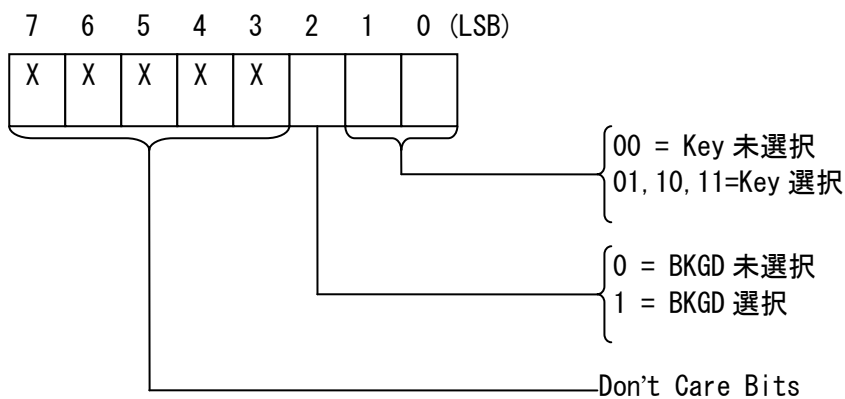 7 6 5 4 3 2 1 0 (LSB)
X X X X X
00 = Key 未選択
01,10,11=Key 選択
0 = BKGD 未選択
1 = BKGD 選択
Don't Care Bits